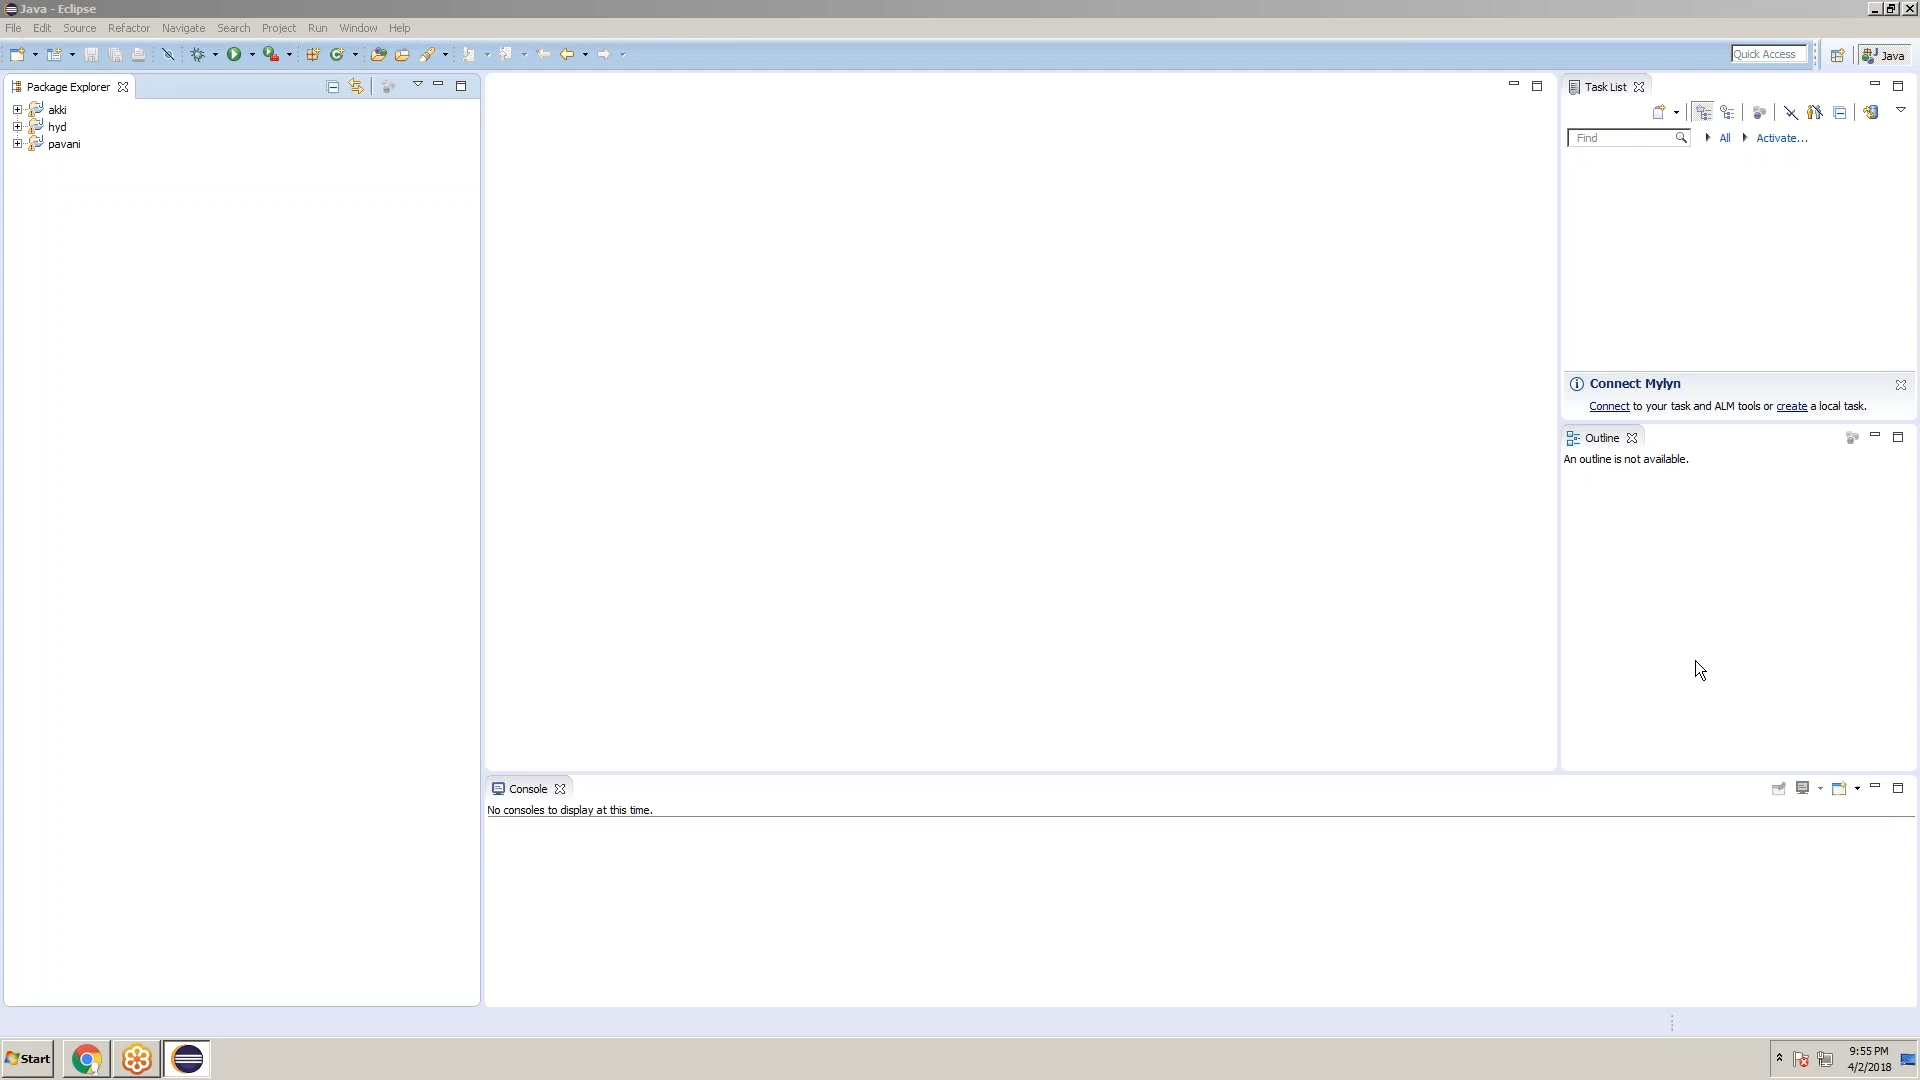 Java - Eclipse
File Edit Source Refactor Navigate Search Project Run Window Help
Quick Access
Java
Package Explorer
akki
hyd
pavani
Task List
Find
All
Activate...
Connect Mylyn
Connect to your task and ALM tools or create a local task.
Outline
An outline is not available.
Console
No consoles to display at this time.
Start
9:55 PM
4/2/2018